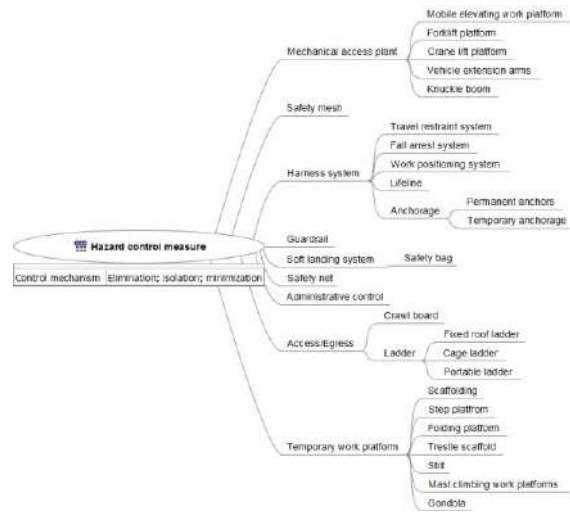 Mobile elevating work platform
Forklift platform
Mechanical access plant
Crane lift platform
Vehicle extension arms
Knuckle boom
Safety mesh
Travel restraint system
Fall arrest system
Work positioning system
Harness system
Lifeline
Anchorage
Permanent anchors
Temporary anchorage
Hazard control measure
Control mechanism
Elimination; isolation; minimization
Guardrail
Soft landing system
Safety bag
Safety net
Administrative control
Access/Egress
Crawl board
Ladder
Fixed roof ladder
Cage ladder
Portable ladder
Temporary work platform
Scaffolding
Step platfrom
Folding platform
Trestle scaffold
Stilt
Mast climbing work platforms
Gondola